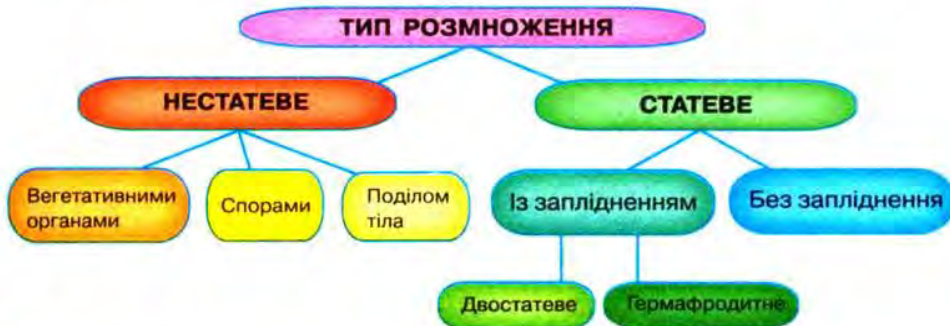 ТИП РОЗМНОЖЕННЯ
НЕСТАТЕВЕ
СТАТЕВЕ
Вегетативними
органами
Спорами
Поділом
тіла
Із заплідненням
Без запліднення
Двостатеве
Гермафродитне